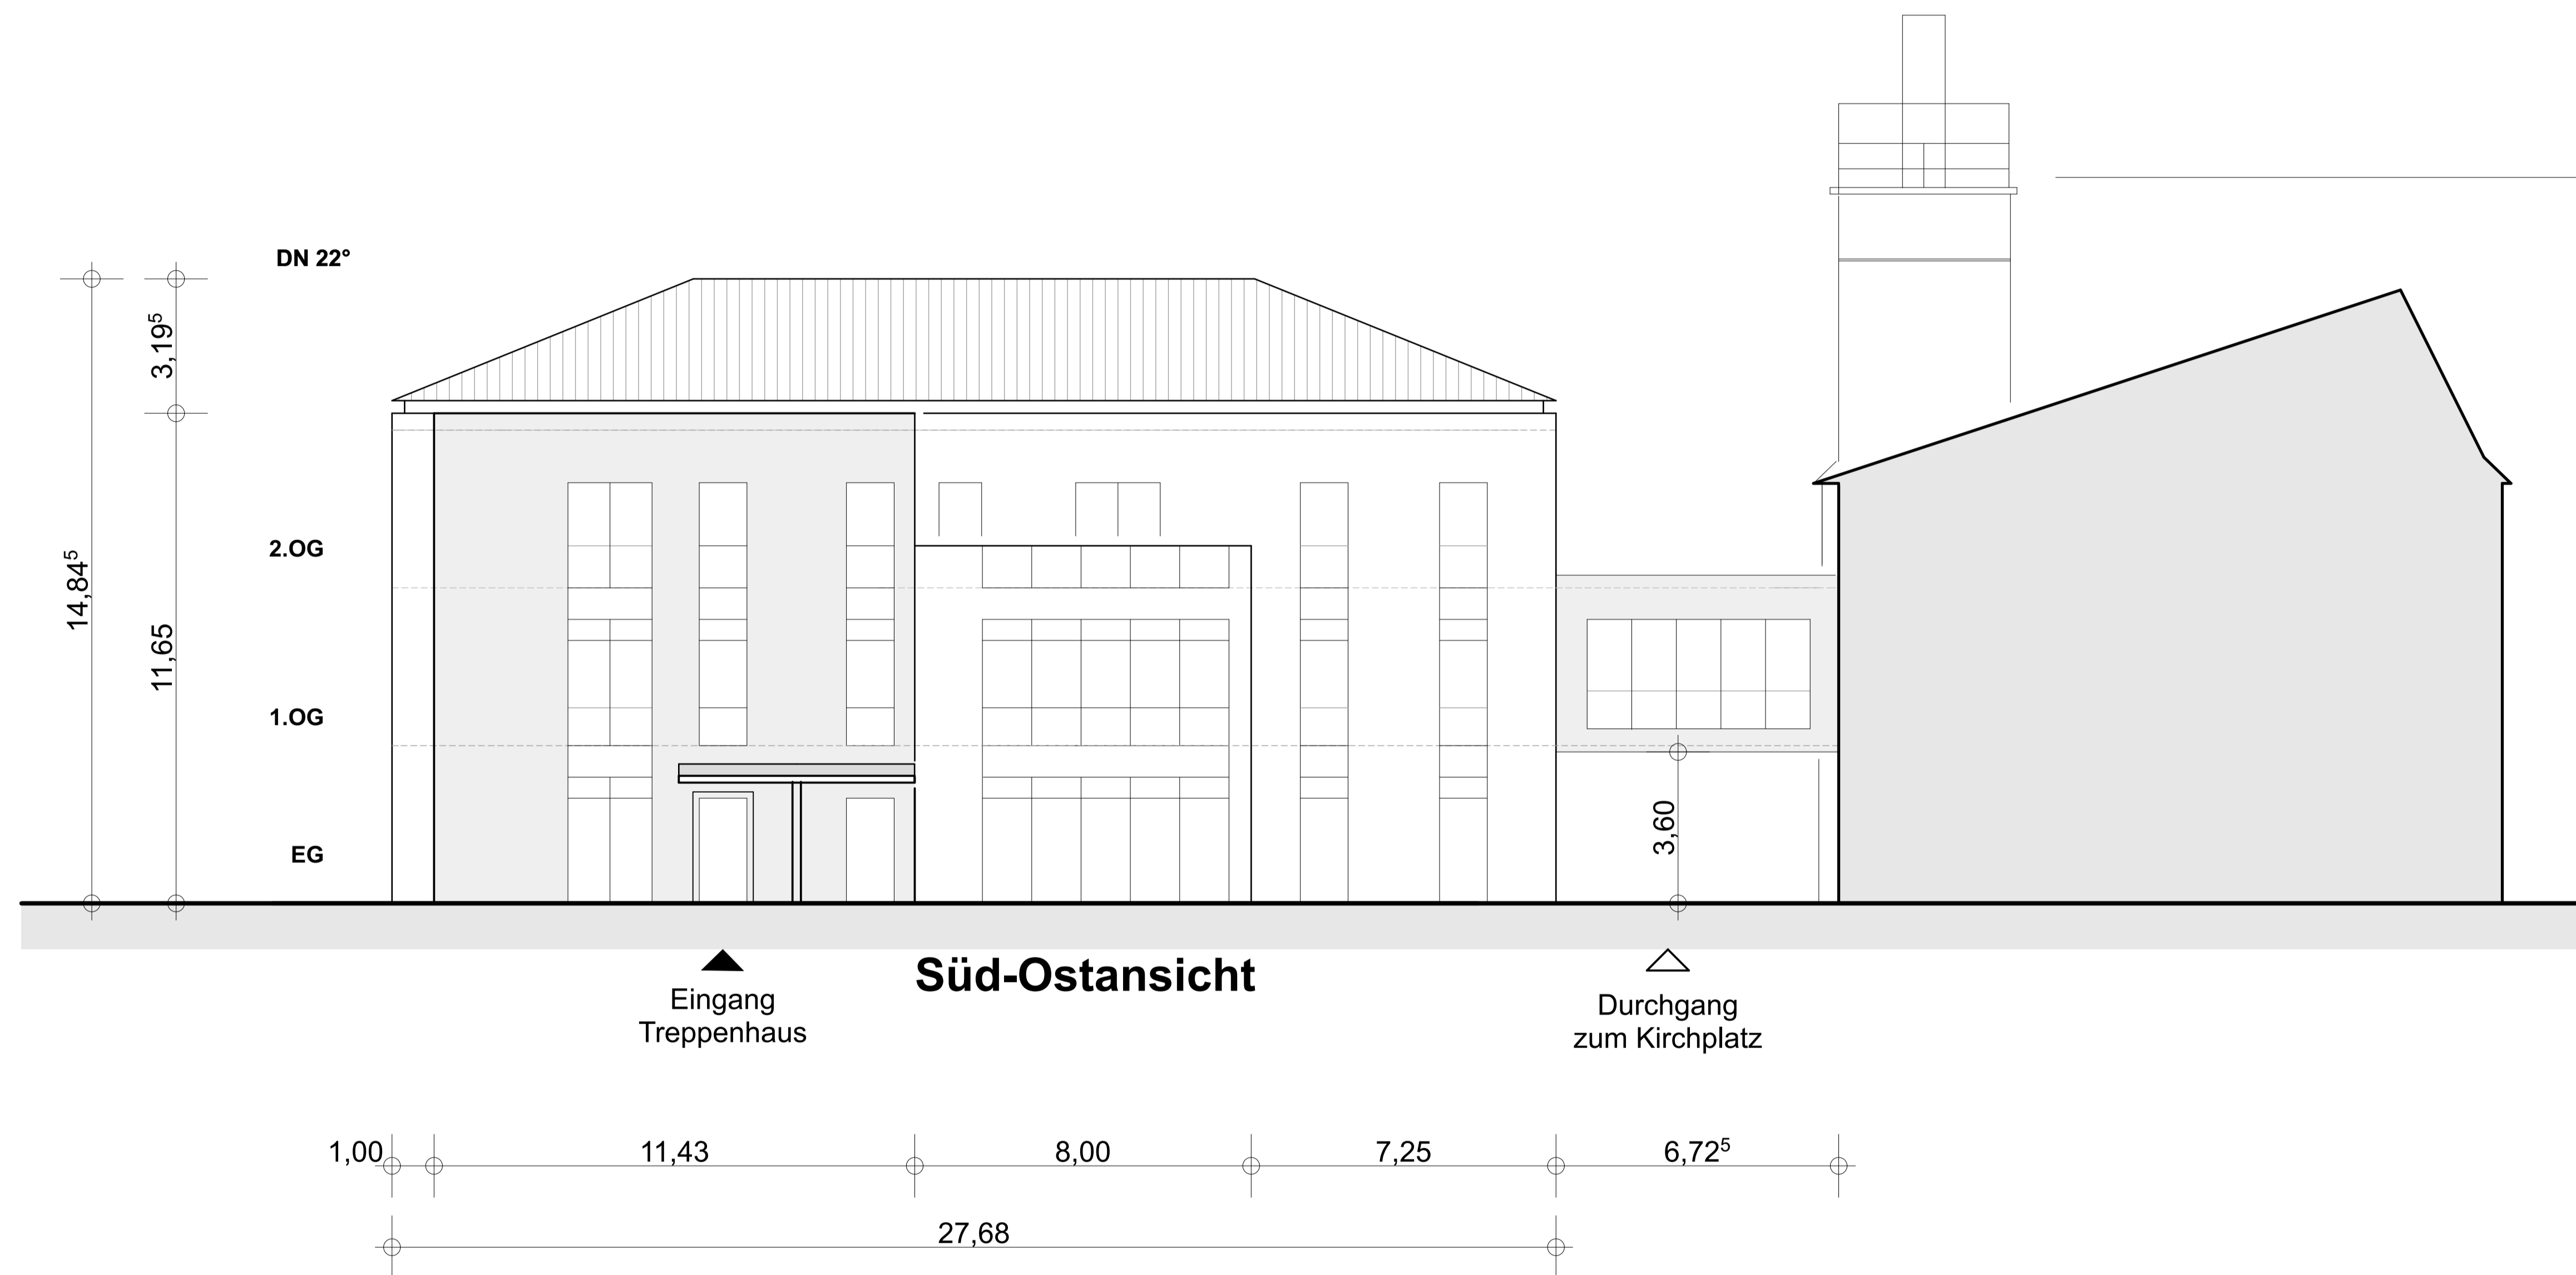 DN 22°
3,19⁵
14,84⁵
2.OG
11,65
1.OG
3,60
EG
Süd-Ostansicht
Eingang
Treppenhaus
Durchgang
zum Kirchplatz
1,00
11,43
8,00
7,25
6,72⁵
27,68